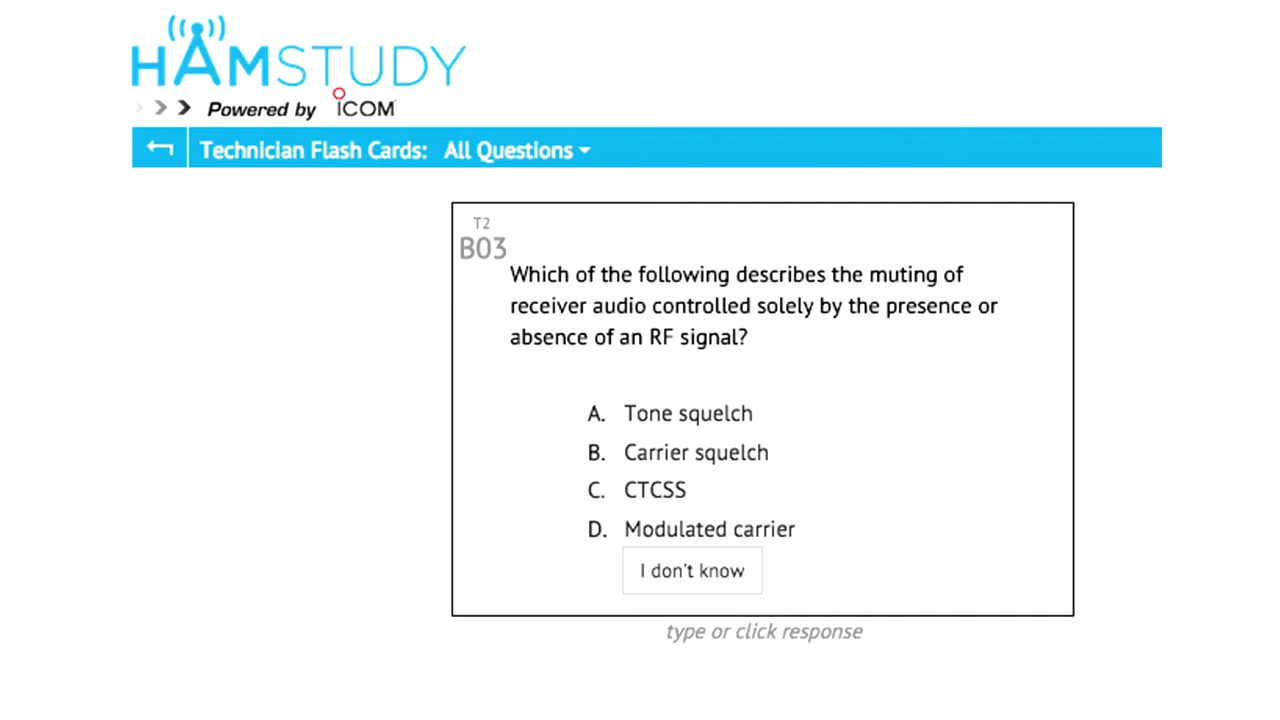 HAMSTUDY
Powered by iCOM
Technician Flash Cards: All Questions
T2
B03
Which of the following describes the muting of
receiver audio controlled solely by the presence or
absence of an RF signal?
A. Tone squelch
B. Carrier squelch
C. CTCSS
D. Modulated carrier
I don't know
type or click response